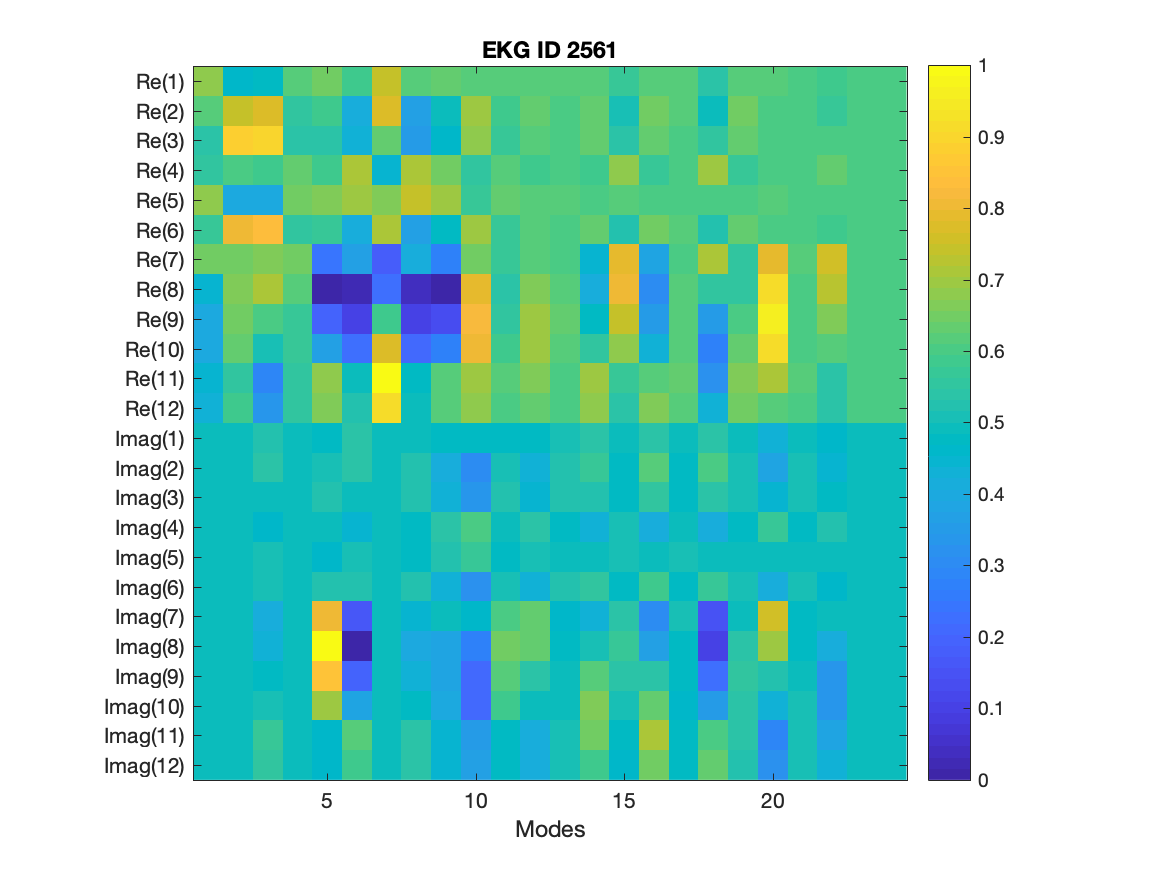 EKG ID 2561
Re(1)
Re(2)
Re(3)
Re(4)
Re(5)
Re(6)
Re(7)
Re(8)
Re(9)
Re(10)
Re(11)
Re(12)
Imag(1)
Imag(2)
Imag(3)
Imag(4)
Imag(5)
Imag(6)
Imag(7)
Imag(8)
Imag(9)
Imag(10)
Imag(11)
Imag(12)
5 10 15 20
Modes
1
0.9
0.8
0.7
0.6
0.5
0.4
0.3
0.2
0.1
0